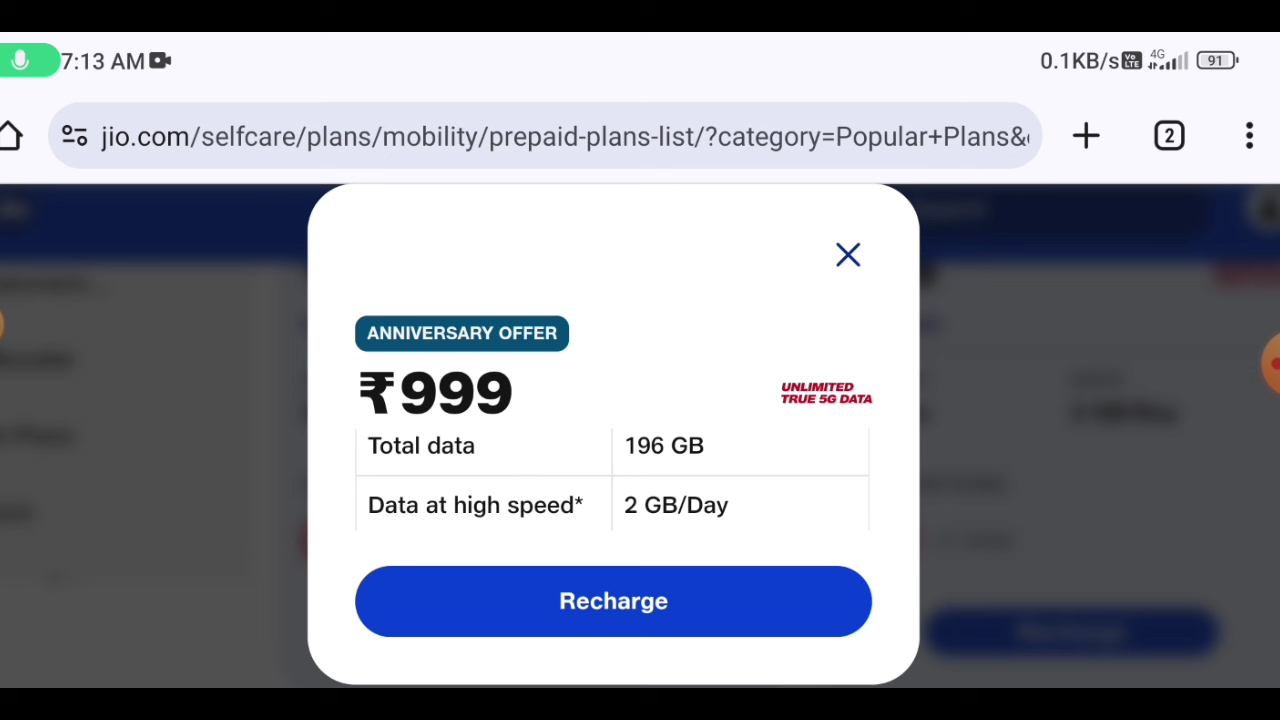 7:13 AM
0.1KB/s Vo LTE 4G 91
jio.com/selfcare/plans/mobility/prepaid-plans-list/?category=Popular+Plans&
2
ANNIVERSARY OFFER
₹999
UNLIMITED
TRUE 5G DATA
Total data 196 GB
Data at high speed* 2 GB/Day
Recharge